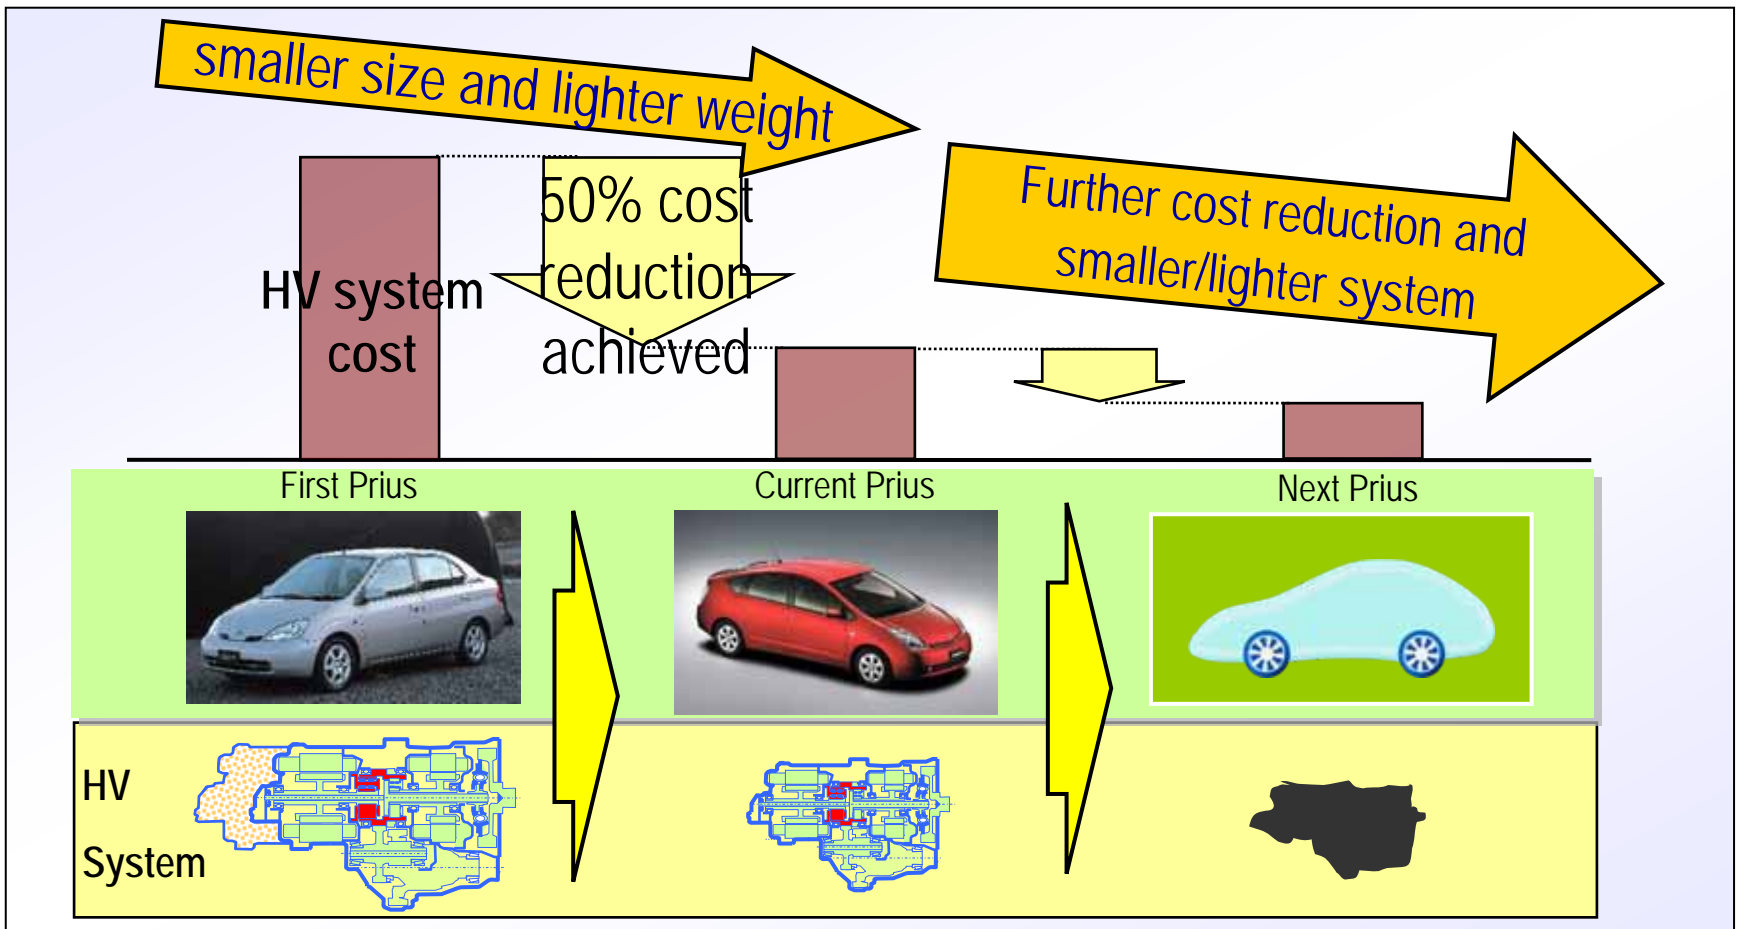 smaller size and lighter weight
Further cost reduction and
smaller/lighter system
50% cost
reduction
achieved
HV system
cost
First Prius
Current Prius
Next Prius
HV
System